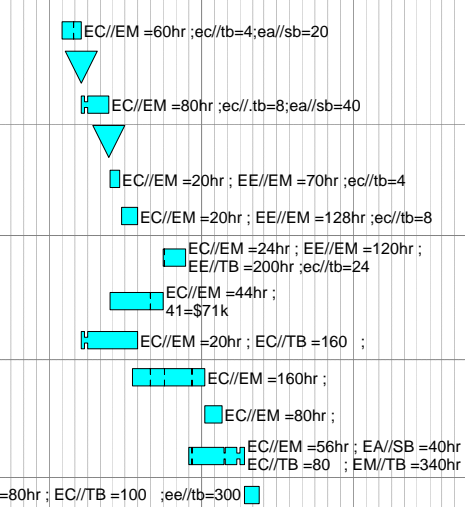 EC//EM =60hr ;ec//tb=4;ea//sb=20
EC//EM =80hr ;ec//.tb=8;ea//sb=40
EC//EM =20hr ; EE//EM =70hr ;ec//tb=4
EC//EM =20hr ; EE//EM =128hr ;ec//tb=8
EC//EM =24hr ; EE//EM =120hr ;
EE//TB =200hr ;ec//tb=24
EC//EM =44hr ;
41=$71k
EC//EM =20hr ; EC//TB =160 ;
EC//EM =160hr ;
EC//EM =80hr ;
EC//EM =56hr ; EA//SB =40hr
EC//TB =80 ; EM//TB =340hr
=80hr ; EC//TB =100 ;ee//tb=300